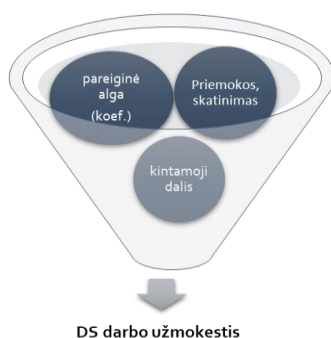 pareiginė
alga
(koef.)
Priemokos,
skatinimas
kintamoji
dalis
DS darbo užmokestis